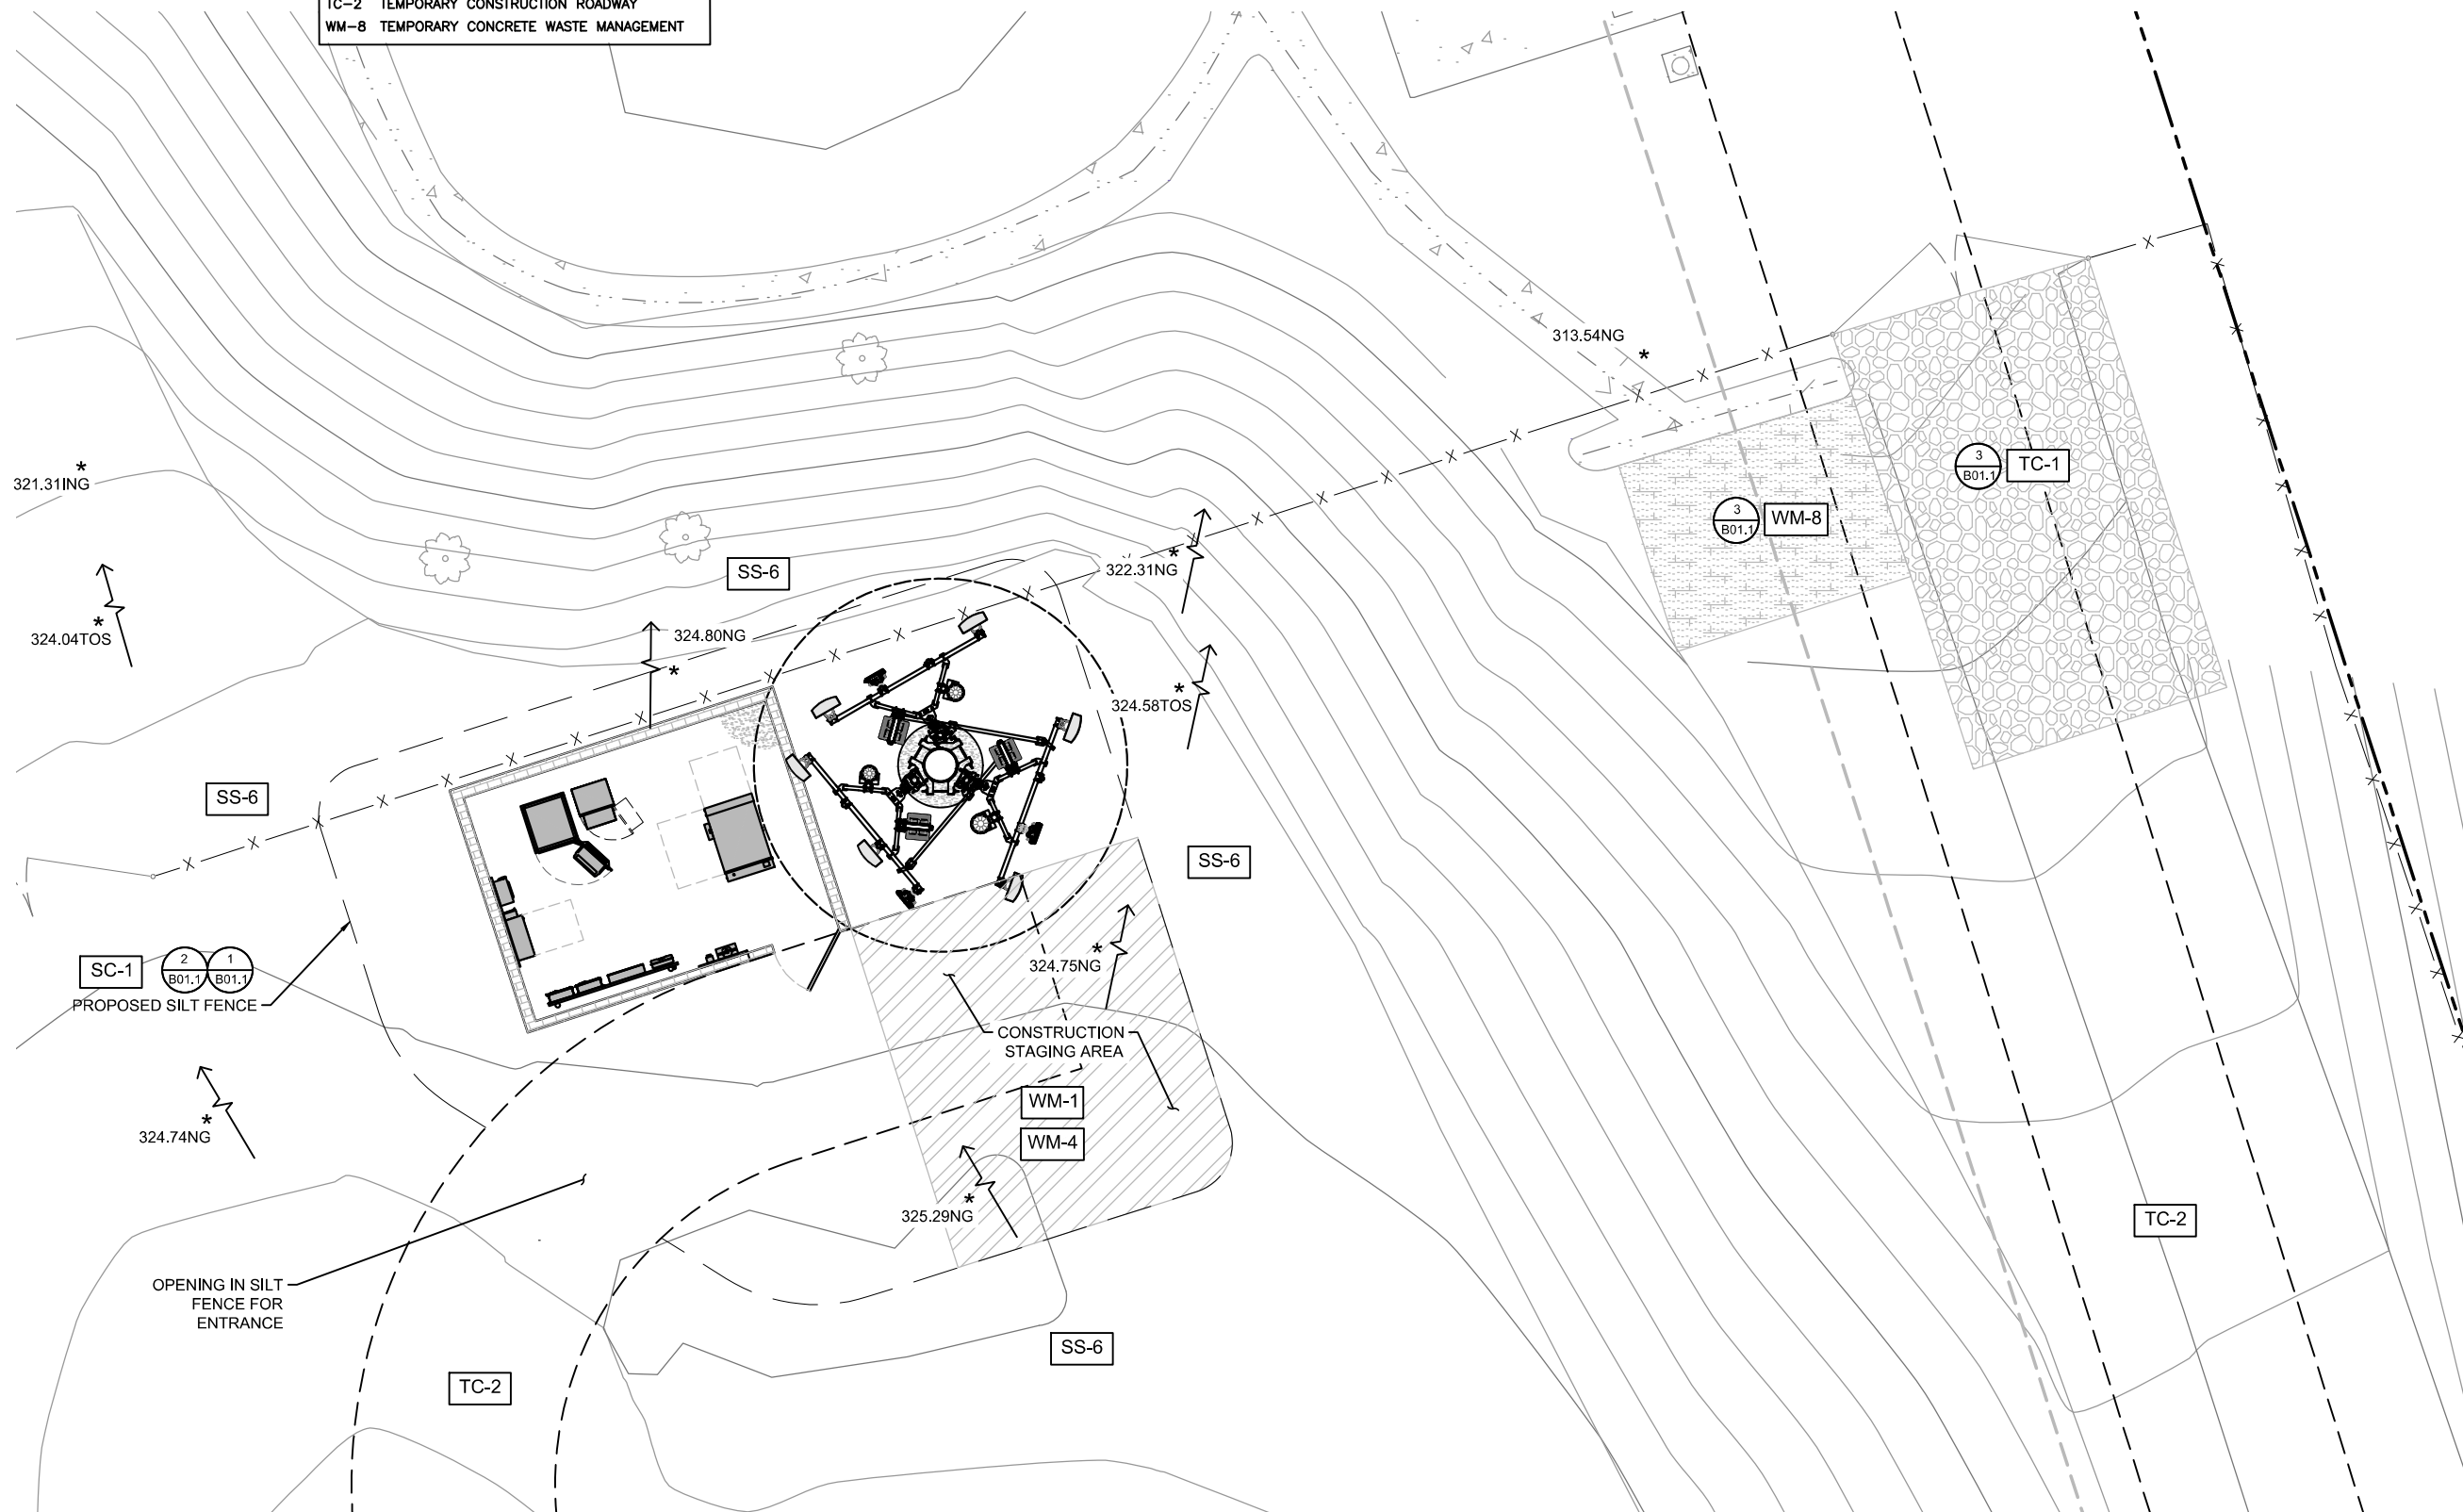 TC-2 TEMPORARY CONSTRUCTION ROADWAY
WM-8 TEMPORARY CONCRETE WASTE MANAGEMENT
313.54NG
*
3
B01.1
TC-1
*
321.31NG
3
B01.1
WM-8
SS-6
*
322.31NG
*
324.04TOS
324.80NG
*
*
324.58TOS
SS-6
SS-6
SC-1
2
B01.1
1
B01.1
PROPOSED SILT FENCE
*
324.75NG
CONSTRUCTION
STAGING AREA
WM-1
*
324.74NG
WM-4
*
325.29NG
TC-2
OPENING IN SILT
FENCE FOR
ENTRANCE
SS-6
TC-2